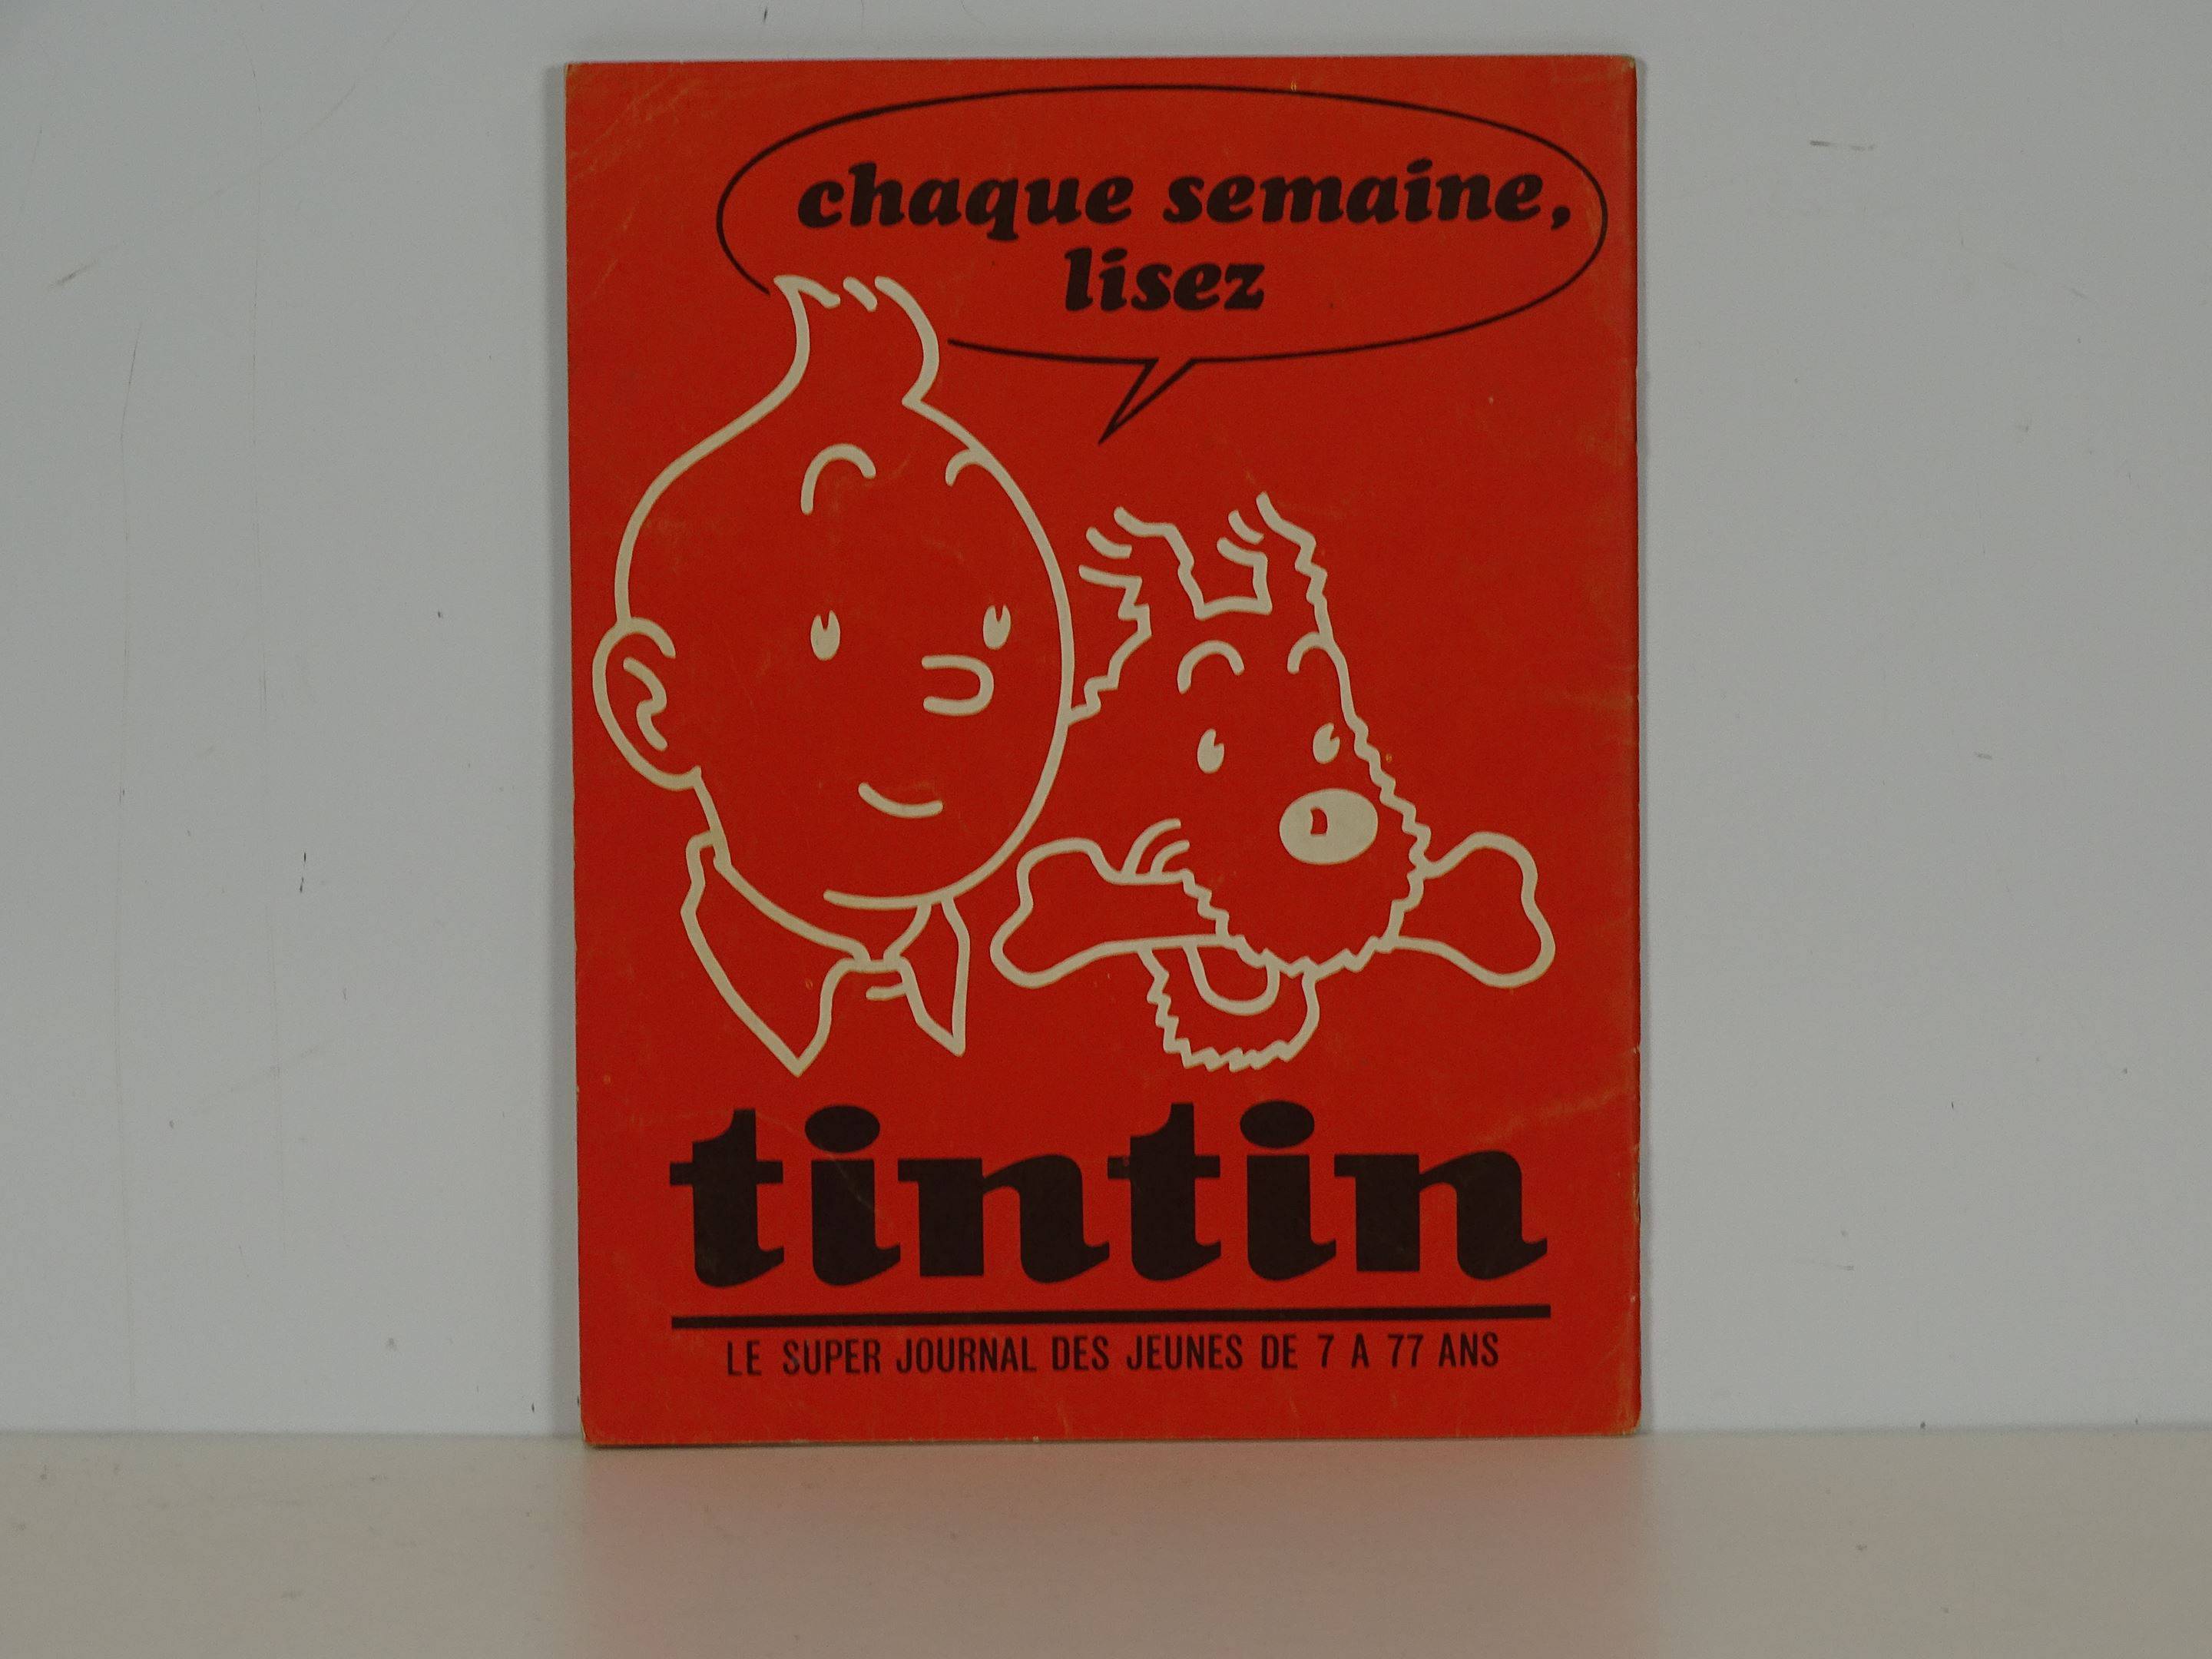 chaque semaine,
lisez
tintin
LE SUPER JOURNAL DES JEUNES DE 7 A 77 ANS